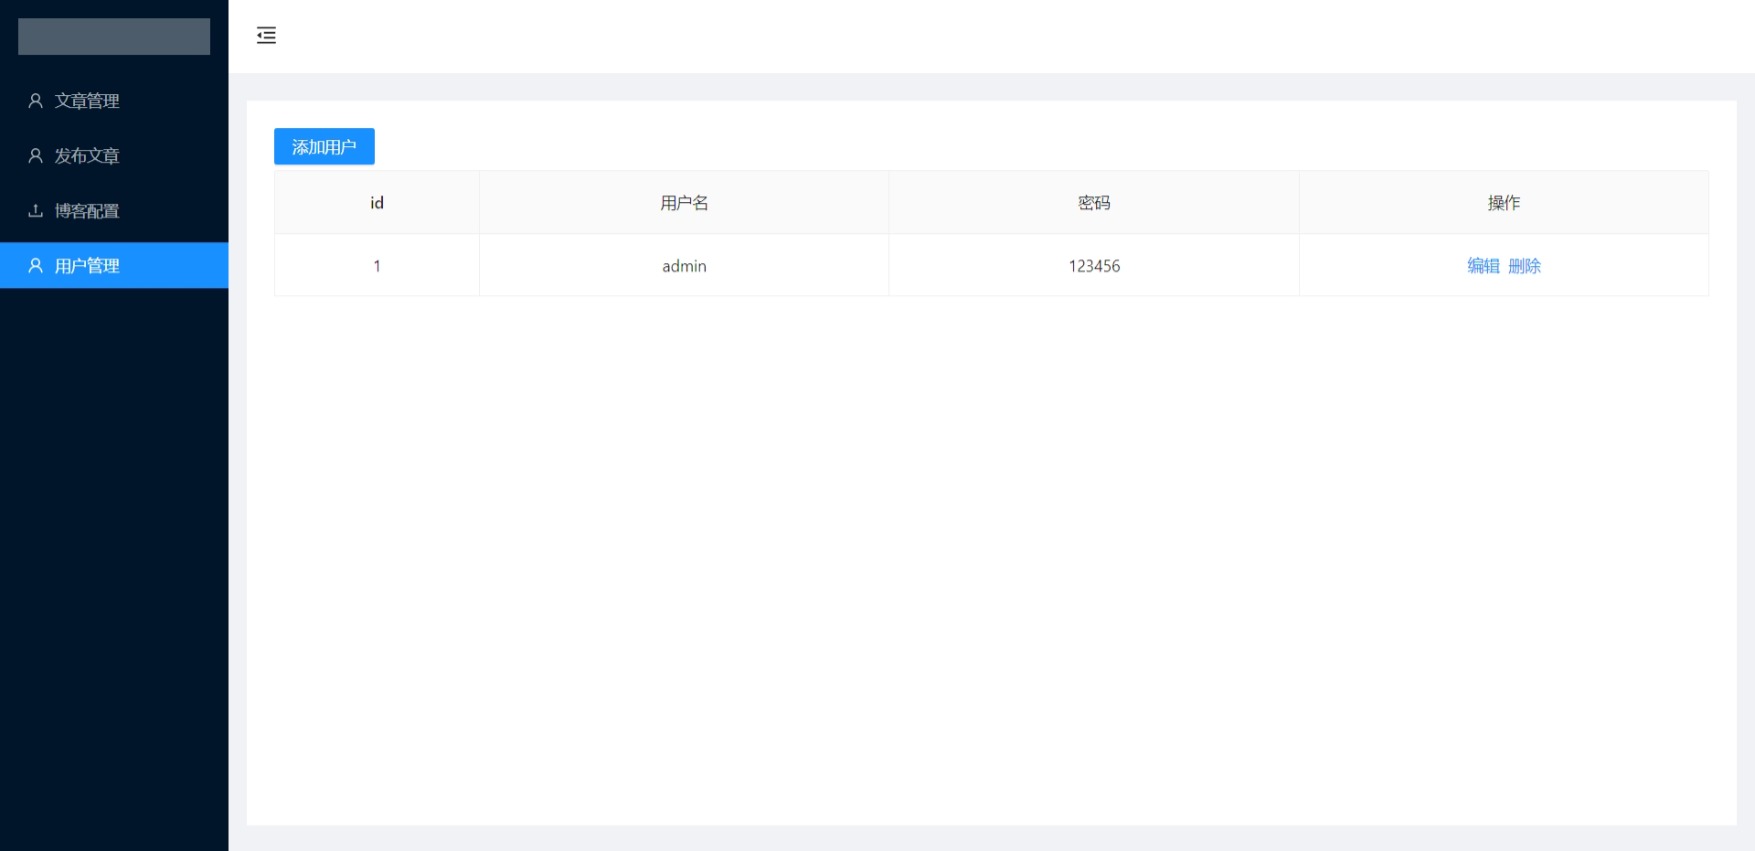 文章管理
发布文章
博客配置
用户管理
添加用户
id 用户名 密码 操作
1 admin 123456 编辑 删除